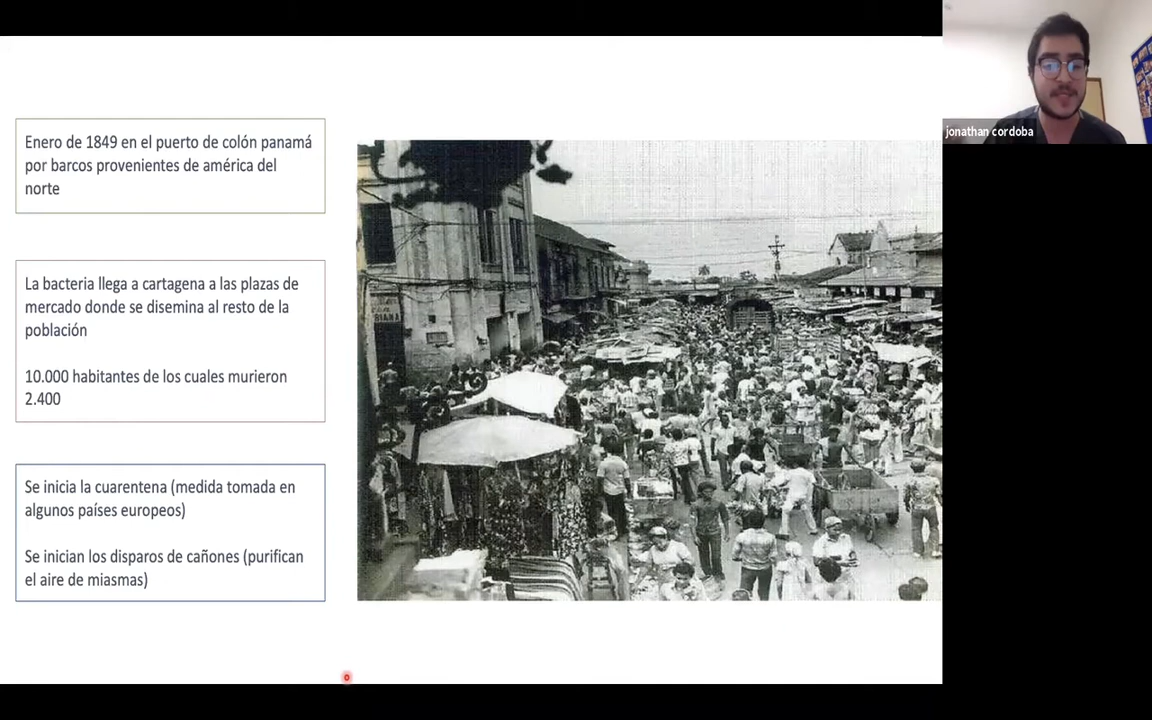 Enero de 1849 en el puerto de colón panamá
por barcos provenientes de américa del
norte
La bacteria llega a cartagena a las plazas de
mercado donde se disemina al resto de la
población
10.000 habitantes de los cuales murieron
2.400
Se inicia la cuarentena (medida tomada en
algunos países europeos)
Se inician los disparos de cañones (purifican
el aire de miasmas)
jonathan cordoba